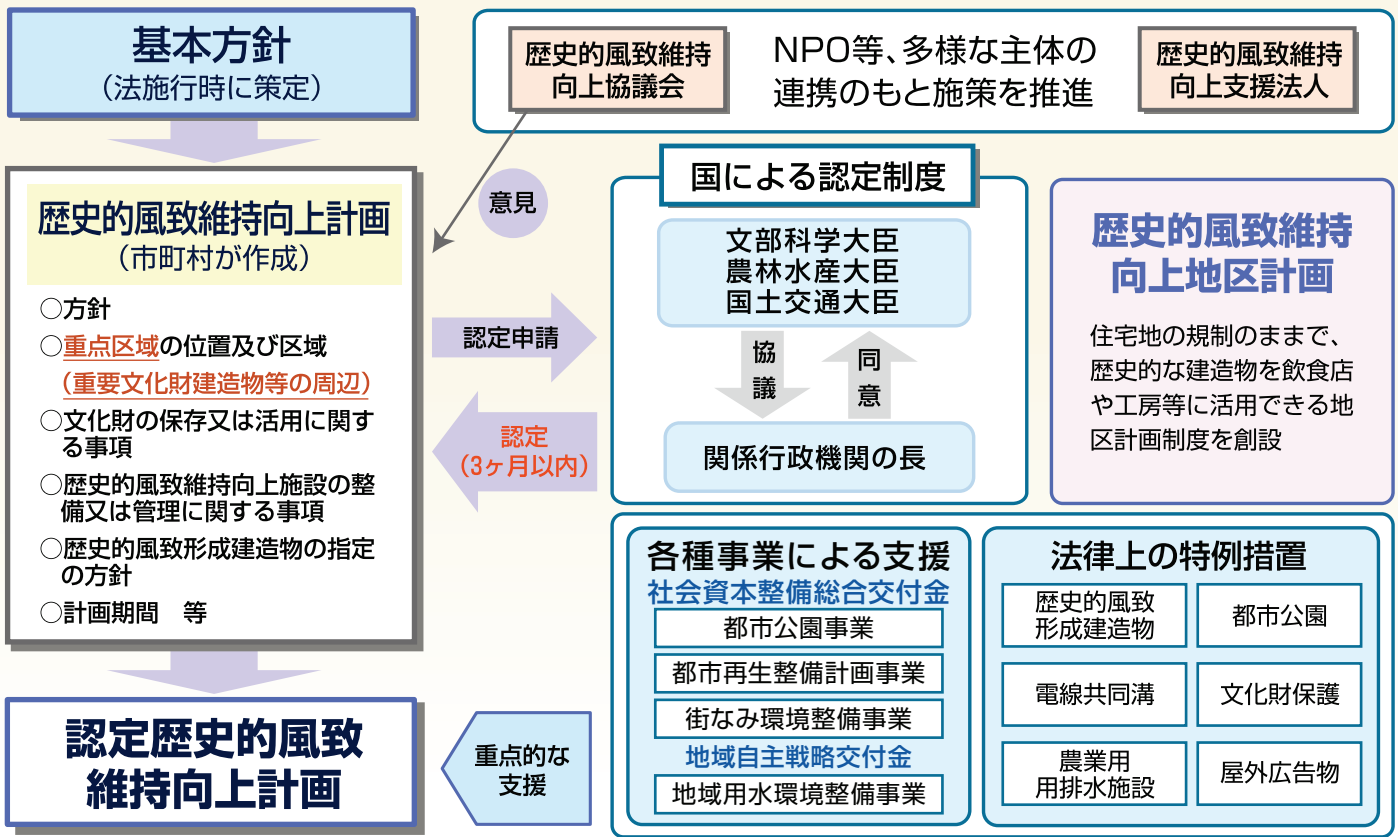 基本方針
（法施行時に策定）
歴史的風致維持
向上協議会
NPO等、多様な主体の
連携のもと施策を推進
歴史的風致維持
向上支援法人
意見
歴史的風致維持向上計画
（市町村が作成）
○方針
○重点区域の位置及び区域
（重要文化財建造物等の周辺）
○文化財の保存又は活用に関す
る事項
○歴史的風致維持向上施設の整
備又は管理に関する事項
○歴史的風致形成建造物の指定
の方針
○計画期間　等
認定申請
認定
（3ヶ月以内）
国による認定制度
文部科学大臣
農林水産大臣
国土交通大臣
協議
同意
関係行政機関の長
歴史的風致維持
向上地区計画
住宅地の規制のままで、
歴史的な建造物を飲食店
や工房等に活用できる地
区計画制度を創設
認定歴史的風致
維持向上計画
重点的な
支援
各種事業による支援
社会資本整備総合交付金
都市公園事業
都市再生整備計画事業
街なみ環境整備事業
地域自主戦略交付金
地域用水環境整備事業
法律上の特例措置
歴史的風致
形成建造物
都市公園
電線共同溝
文化財保護
農業用
用排水施設
屋外広告物